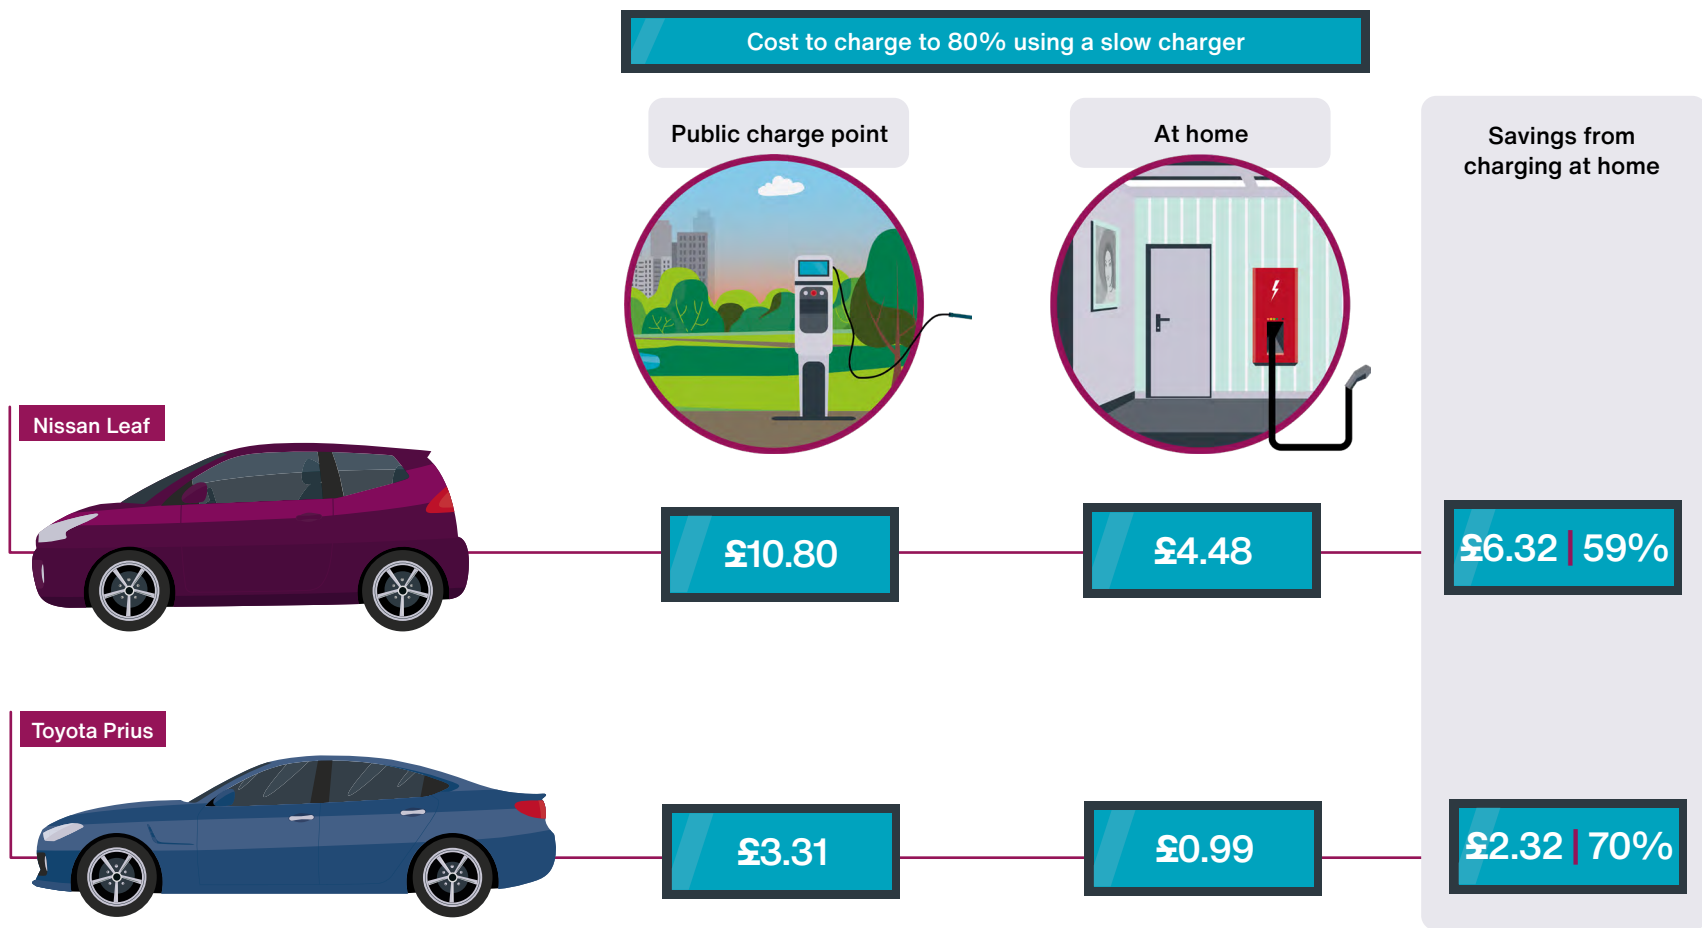 Cost to charge to 80% using a slow charger
Public charge point
At home
Savings from
charging at home
Nissan Leaf
£10.80
£4.48
£6.32 | 59%
Toyota Prius
£3.31
£0.99
£2.32 | 70%